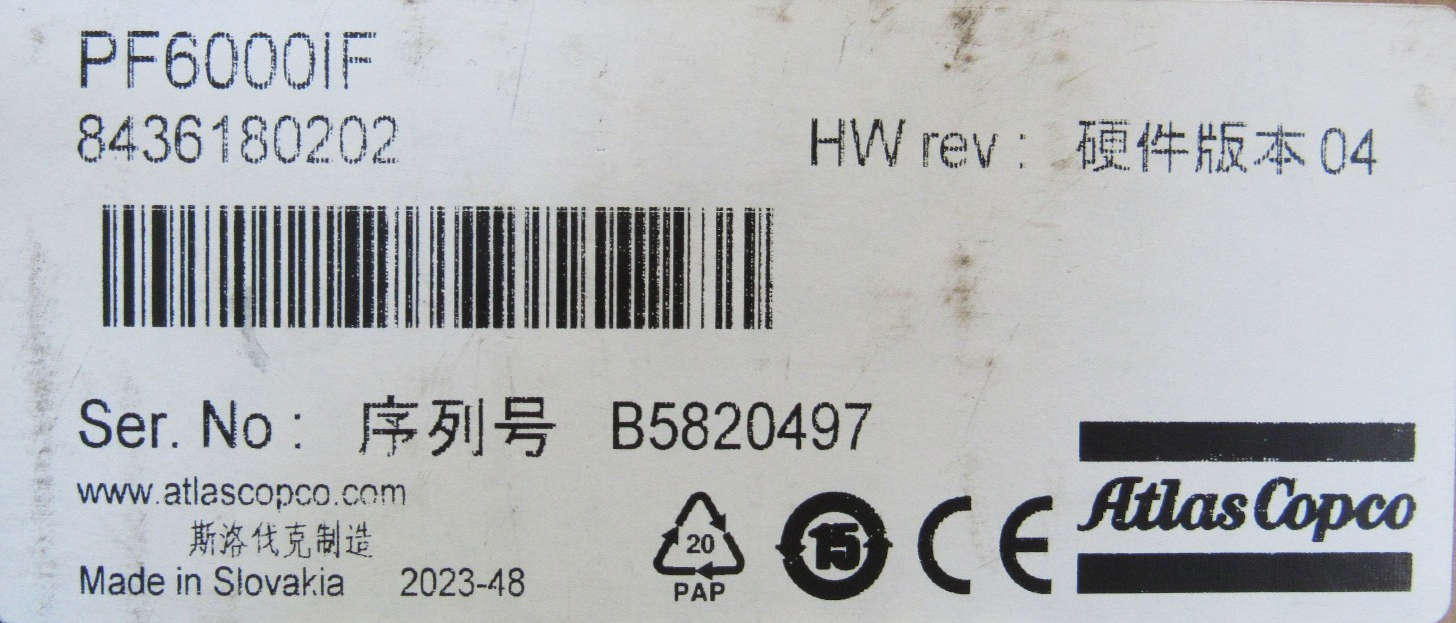 PF6000IF
8436180202
HW rev : 硬件版本 04
Ser. No : 序列号 B5820497
www.atlascopco.com
斯洛伐克制造
Made in Slovakia 2023-48
20
PAP
15
CE
Atlas Copco